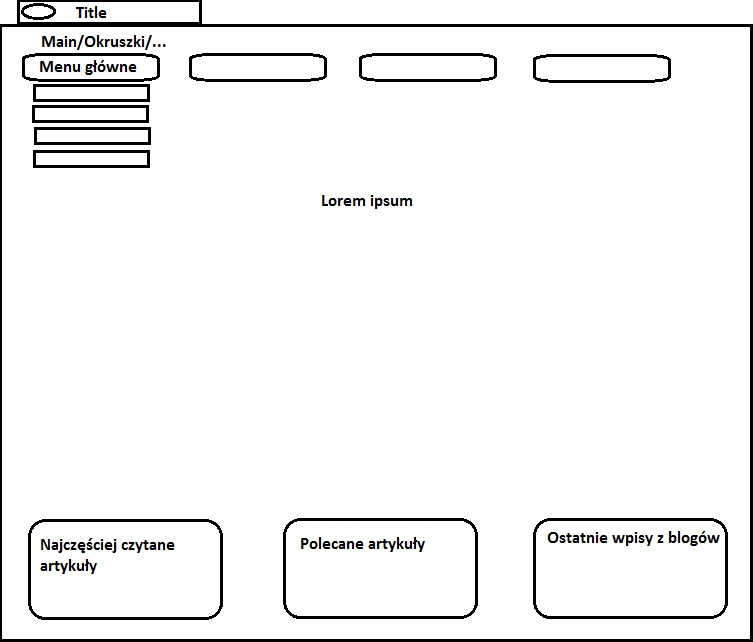 Title
Main/Okruszki/...
Menu główne
Lorem ipsum
Najczęściej czytane
artykuły
Polecane artykuły
Ostatnie wpisy z blogów